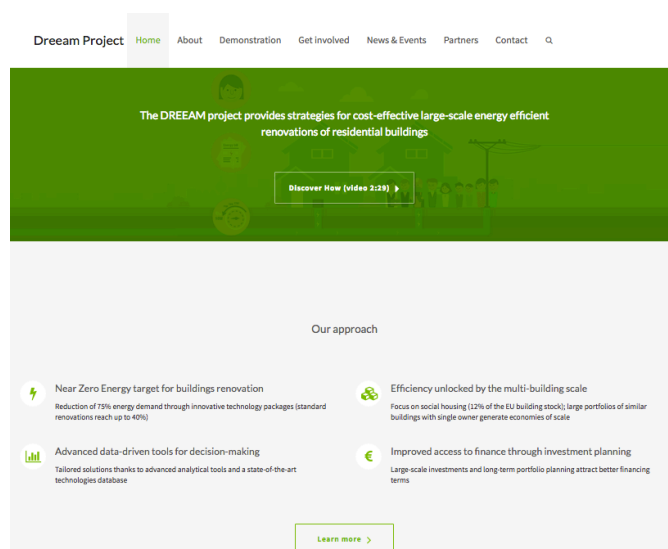 Dreeam Project Home About Demonstration Get involved News & Events Partners Contact
The DREEAM project provides strategies for cost-effective large-scale energy efficient
renovations of residential buildings
Discover How (video 2:29)
Our approach
Near Zero Energy target for buildings renovation
Reduction of 75% energy demand through innovative technology packages (standard
renovations reach up to 40%)
Efficiency unlocked by the multi-building scale
Focus on social housing (12% of the EU building stock); large portfolios of similar
buildings with single owner generate economies of scale
Advanced data-driven tools for decision-making
Tailored solutions thanks to advanced analytical tools and a state-of-the-art
technologies database
€
Improved access to finance through investment planning
Large-scale investments and long-term portfolio planning attract better financing
terms
Learn more